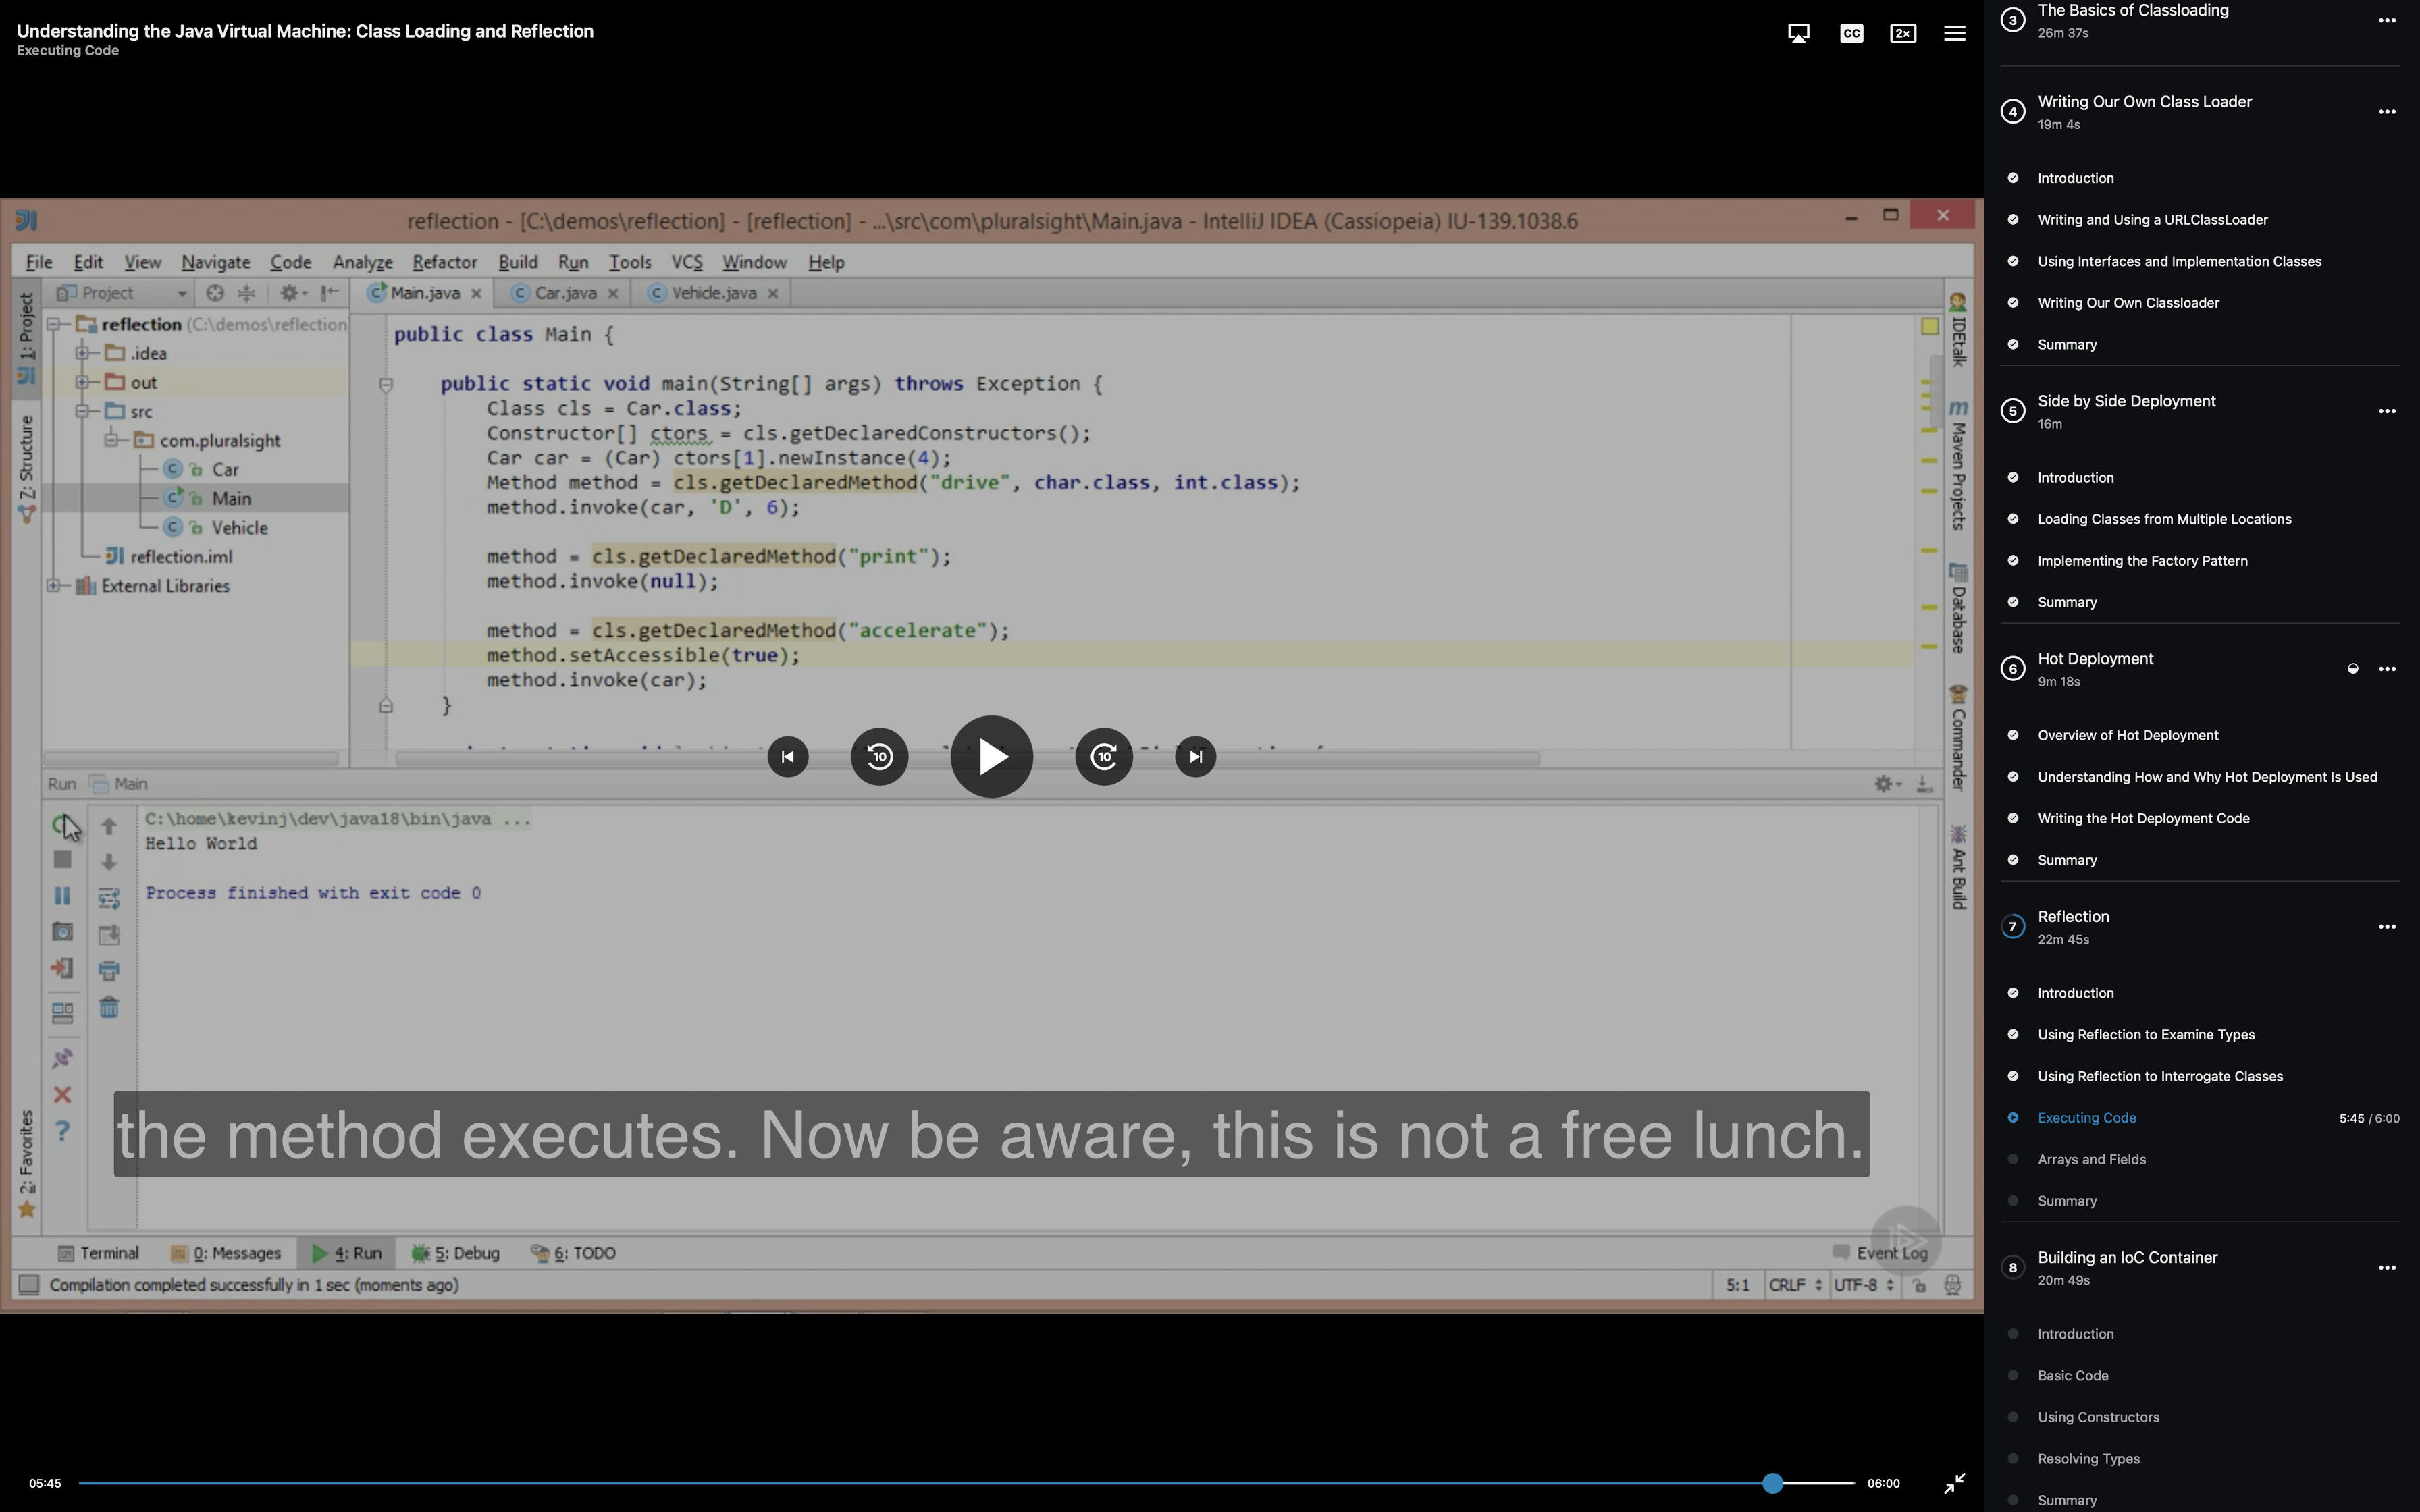 Understanding the Java Virtual Machine: Class Loading and Reflection
Executing Code
CC
2×
reflection - [C:\demos\reflection] - [reflection] - ...\src\com\pluralsight\Main.java - IntelliJ IDEA (Cassiopeia) IU-139.1038.6
File Edit View Navigate Code Analyze Refactor Build Run Tools VCS Window Help
1: Project
Z: Structure
2: Favorites
Project
reflection (C:\demos\reflection
.idea
out
src
com.pluralsight
Car
Main
Vehicle
reflection.iml
External Libraries
Main.java Car.java Vehicle.java
public class Main {
public static void main(String[] args) throws Exception {
Class cls = Car.class;
Constructor[] ctors = cls.getDeclaredConstructors();
Car car = (Car) ctors[1].newInstance(4);
Method method = cls.getDeclaredMethod("drive", char.class, int.class);
method.invoke(car, 'D', 6);
method = cls.getDeclaredMethod("print");
method.invoke(null);
method = cls.getDeclaredMethod("accelerate");
method.setAccessible(true);
method.invoke(car);
}
IDEtalk
Maven Projects
Database
Commander
Ant Build
10
10
Run Main
C:\home\kevinj\dev\java18\bin\java ...
Hello World
Process finished with exit code 0
the method executes. Now be aware, this is not a free lunch.
Terminal 0: Messages 4: Run 5: Debug 6: TODO Event Log
Compilation completed successfully in 1 sec (moments ago) 5:1 CRLF UTF-8
05:45 06:00
3 The Basics of Classloading
26m 37s
4 Writing Our Own Class Loader
19m 4s
Introduction
Writing and Using a URLClassLoader
Using Interfaces and Implementation Classes
Writing Our Own Classloader
Summary
5 Side by Side Deployment
16m
Introduction
Loading Classes from Multiple Locations
Implementing the Factory Pattern
Summary
6 Hot Deployment
9m 18s
Overview of Hot Deployment
Understanding How and Why Hot Deployment Is Used
Writing the Hot Deployment Code
Summary
7 Reflection
22m 45s
Introduction
Using Reflection to Examine Types
Using Reflection to Interrogate Classes
Executing Code 5:45 / 6:00
Arrays and Fields
Summary
8 Building an IoC Container
20m 49s
Introduction
Basic Code
Using Constructors
Resolving Types
Summary